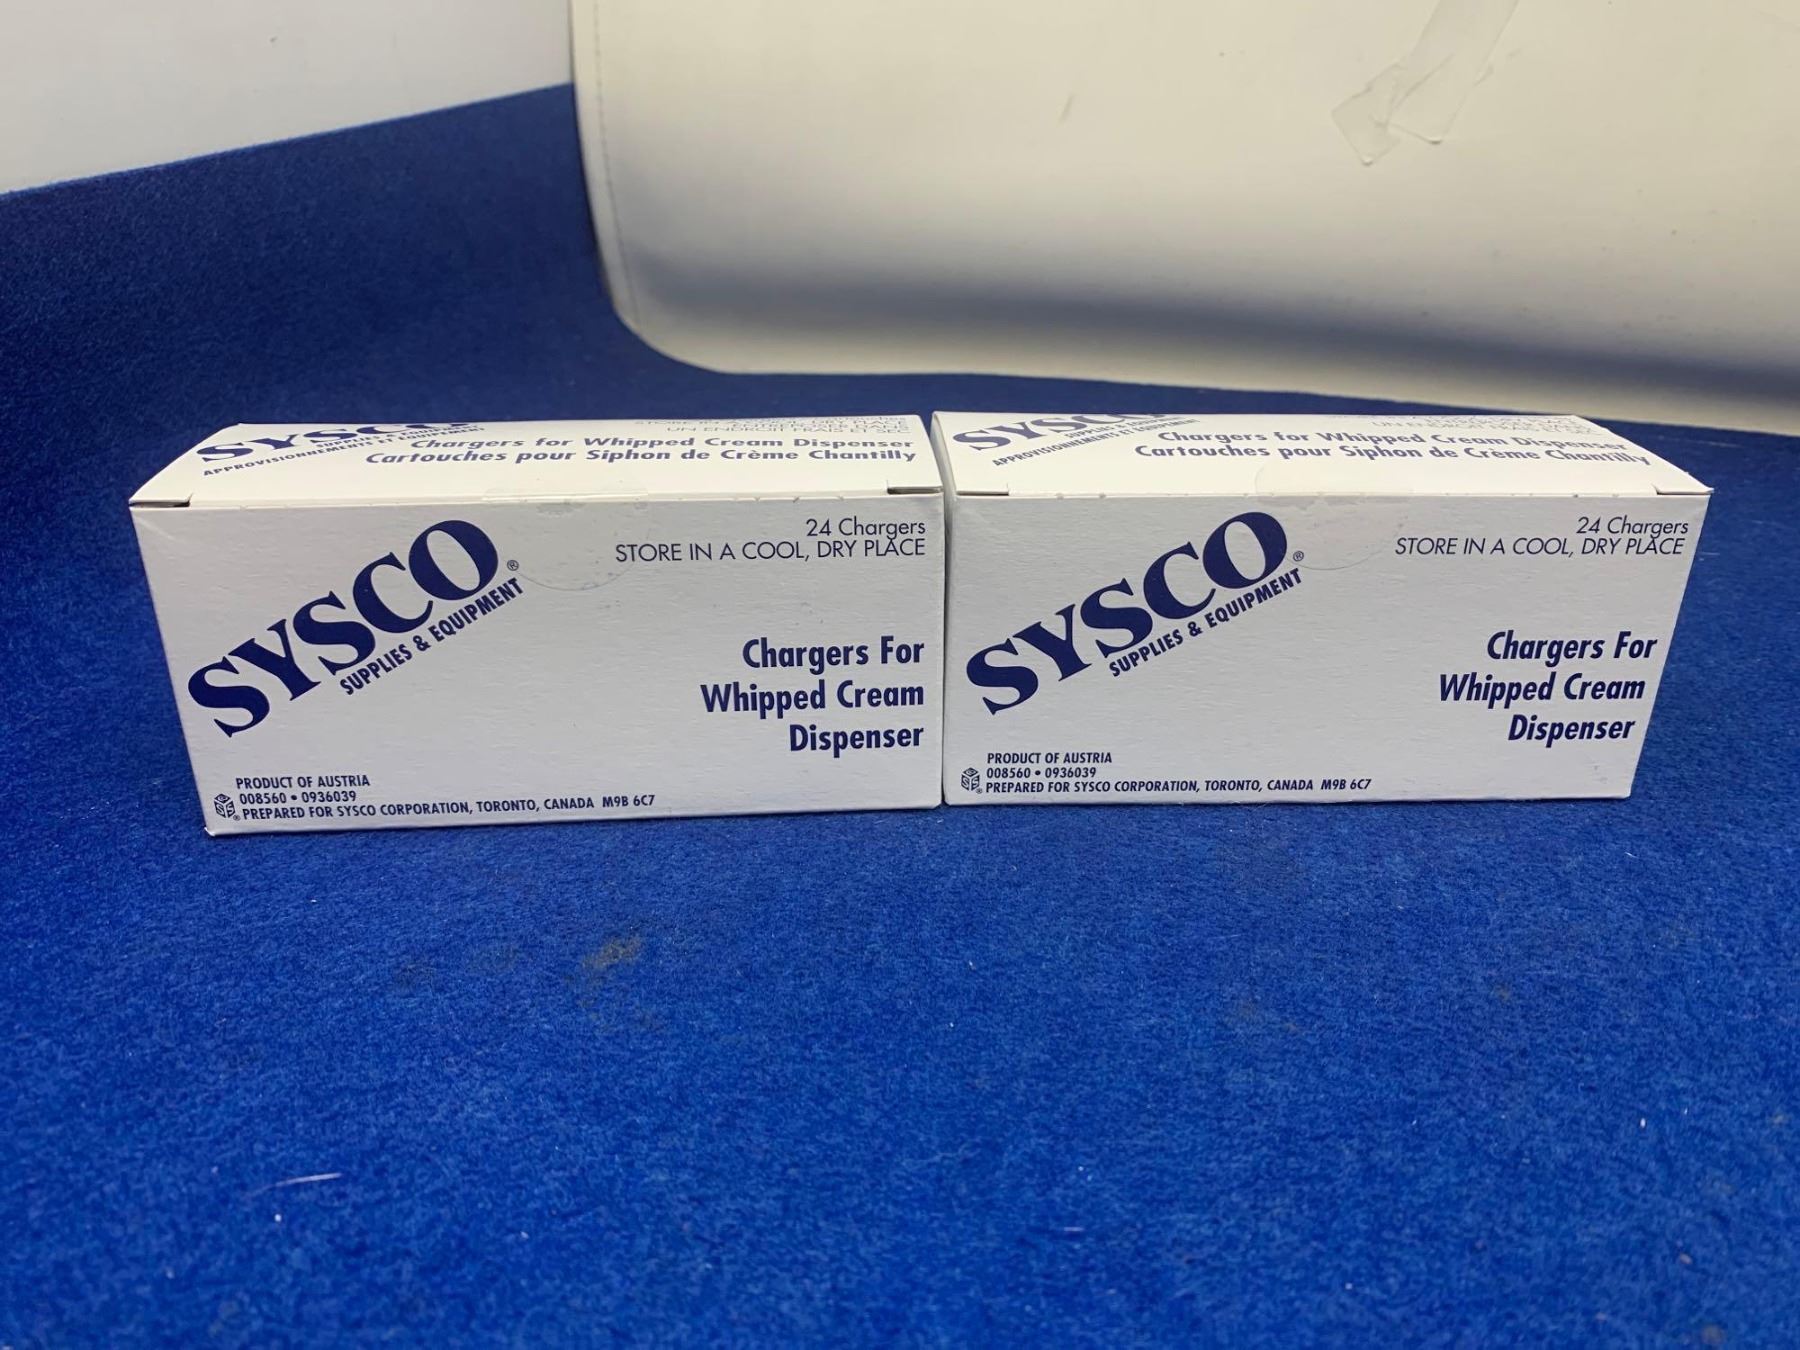 SYSCO
SUPPLIES & EQUIPMENT
APPROVISIONNEMENTS ET EQUIPEMENT
Chargers for Whipped Cream Dispenser
Cartouches pour Siphon de Crème Chantilly
SYSCO®
SUPPLIES & EQUIPMENT
24 Chargers
STORE IN A COOL, DRY PLACE
Chargers For
Whipped Cream
Dispenser
PRODUCT OF AUSTRIA
008560 • 0936039
PREPARED FOR SYSCO CORPORATION, TORONTO, CANADA M9B 6C7
SYSCO
APPROVISIONNEMENTS ET EQUIPEMENT
Chargers for Whipped Cream Dispenser
Cartouches pour Siphon de Crème Chantilly
SYSCO®
SUPPLIES & EQUIPMENT
24 Chargers
STORE IN A COOL, DRY PLACE
Chargers For
Whipped Cream
Dispenser
PRODUCT OF AUSTRIA
008560 • 0936039
PREPARED FOR SYSCO CORPORATION, TORONTO, CANADA M9B 6C7